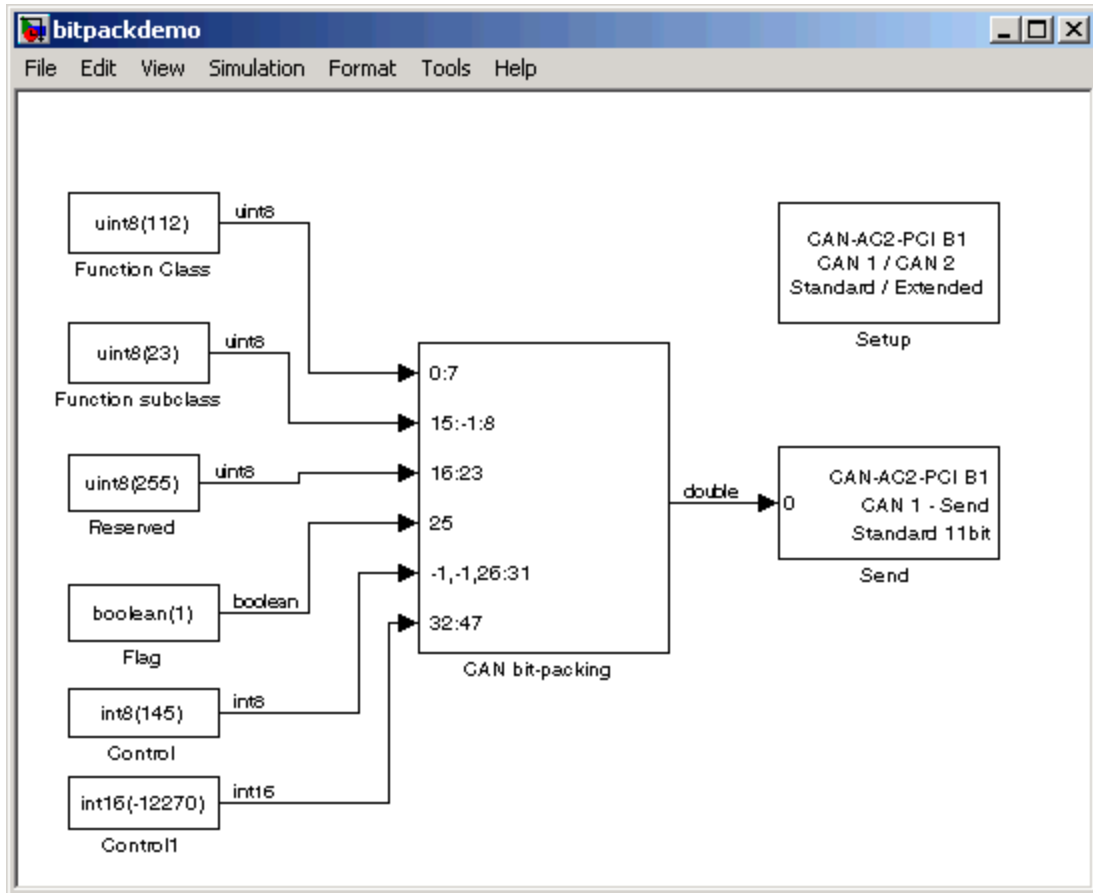 bitpackdemo
File Edit View Simulation Format Tools Help
uint8(112)
uint8
Function Class
uint8(23)
uint8
Function subclass
uint8(255)
uint8
Reserved
boolean(1)
boolean
Flag
int8(145)
int8
Control
int16(-12270)
int16
Control1
0:7
15:-1:8
16:23
25
-1,-1,26:31
32:47
CAN bit-packing
double
CAN-AC2-PCI B1
CAN 1 / CAN 2
Standard / Extended
Setup
0
CAN-AC2-PCI B1
CAN 1 - Send
Standard 11bit
Send